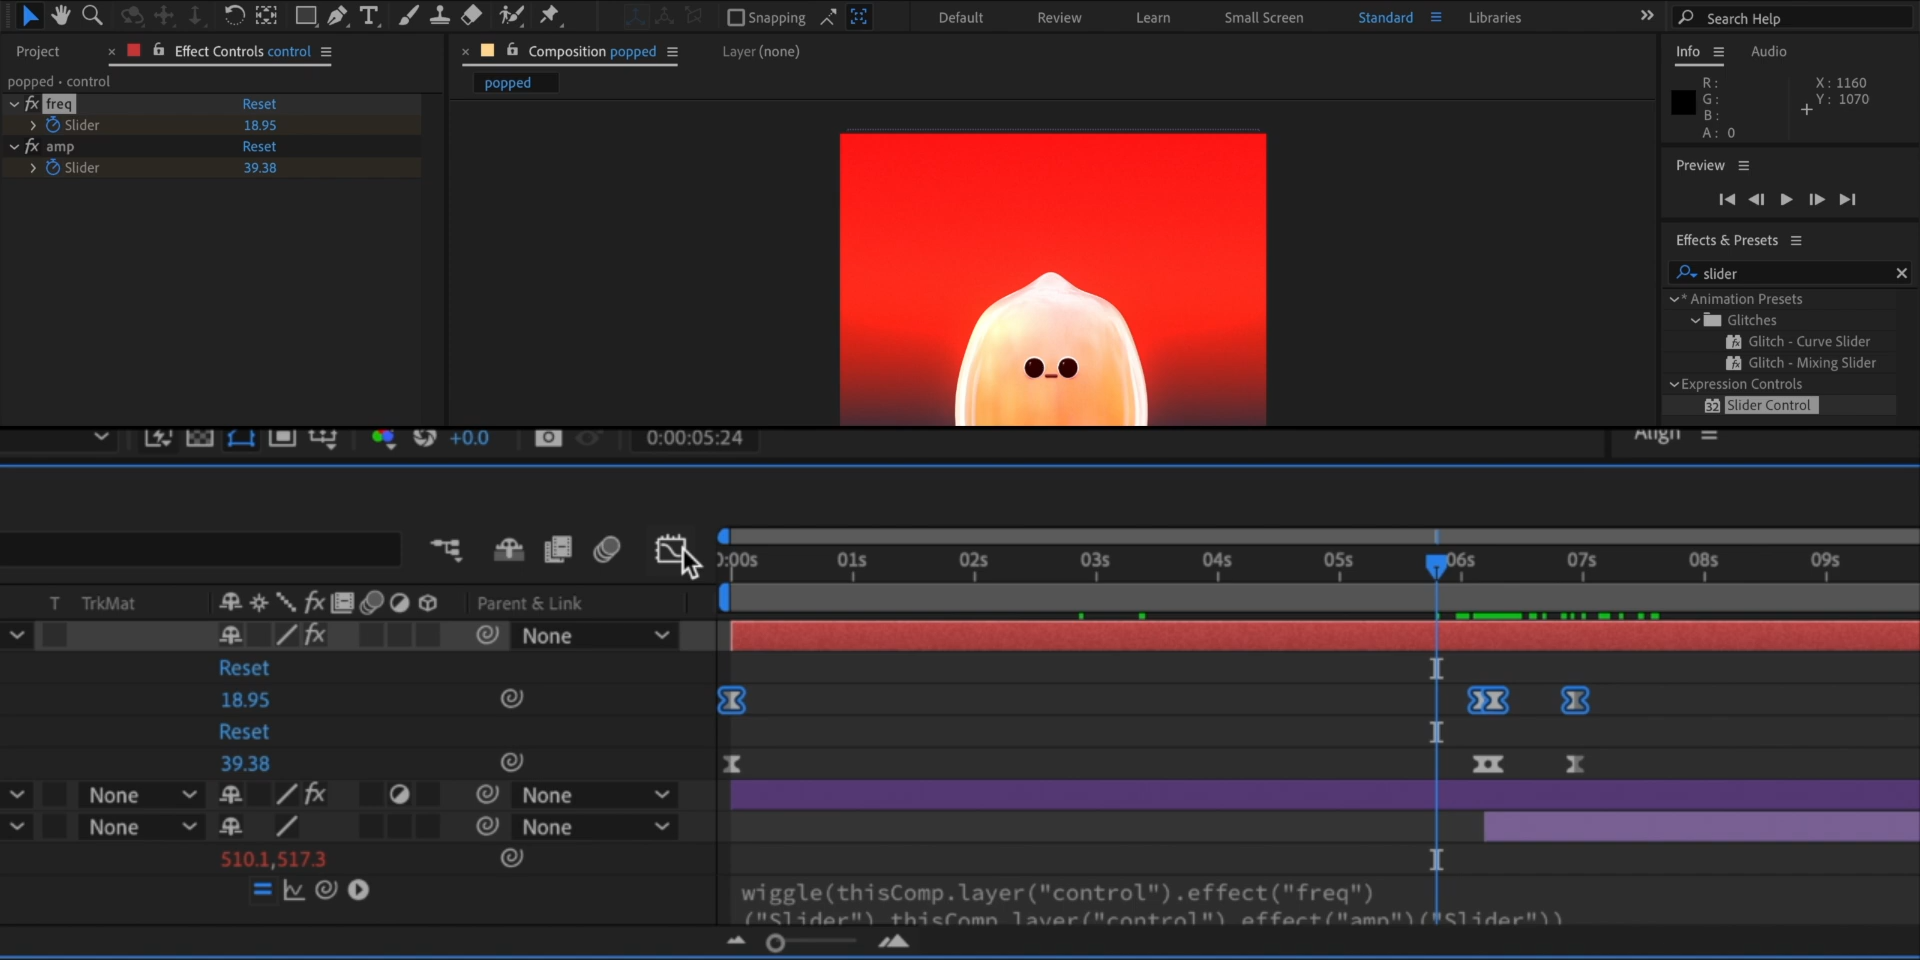 Snapping
Default
Review
Learn
Small Screen
Standard
Libraries
Search Help
Project
Effect Controls control
Composition popped
Layer (none)
Info
Audio
popped • control
popped
R :
G :
B :
A : 0
X : 1160
Y : 1070
fx freq
Reset
Slider
18.95
fx amp
Reset
Slider
39.38
Preview
Effects & Presets
slider
* Animation Presets
Glitches
Glitch - Curve Slider
Glitch - Mixing Slider
Expression Controls
32 Slider Control
+0.0
0:00:05:24
Align
0:00s
01s
02s
03s
04s
05s
06s
07s
08s
09s
T
TrkMat
fx
Parent & Link
fx
None
Reset
18.95
Reset
39.38
None
fx
None
None
None
510.1,517.3
wiggle(thisComp.layer("control").effect("freq")
("Slider"),thisComp.layer("control").effect("amp")("Slider"))